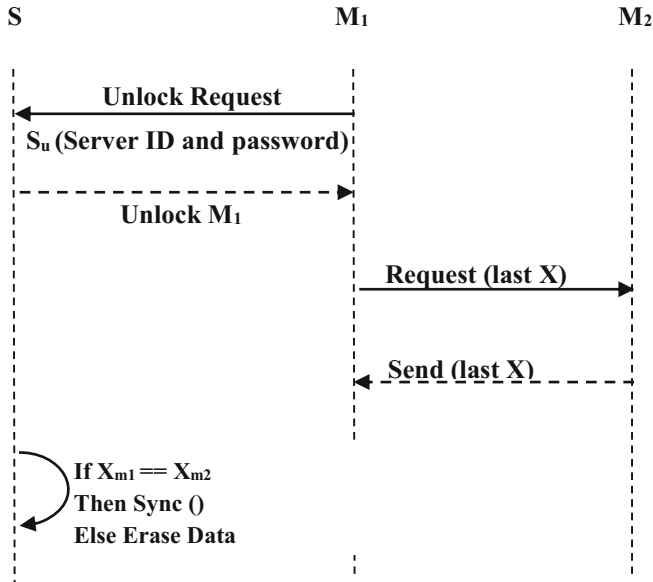 S M₁ M₂
Unlock Request
Sᵤ (Server ID and password)
Unlock M₁
Request (last X)
Send (last X)
If Xₘ₁ == Xₘ₂
Then Sync ()
Else Erase Data